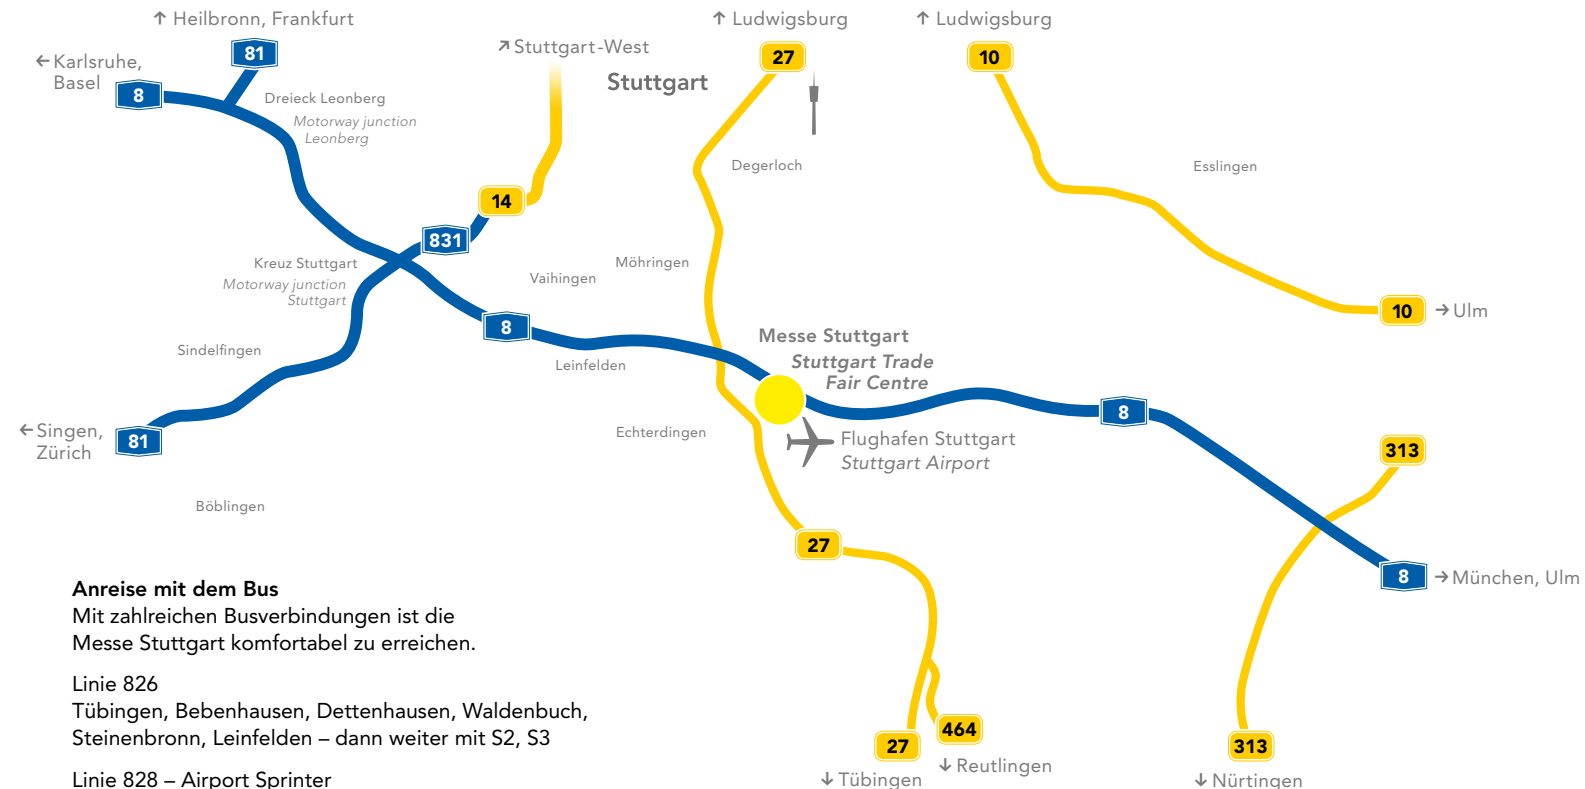 ↑ Heilbronn, Frankfurt
81
← Karlsruhe,
Basel
8
Dreieck Leonberg
Motorway junction
Leonberg
↗ Stuttgart-West
Stuttgart
↑ Ludwigsburg
27
↑ Ludwigsburg
10
Degerloch
Esslingen
14
831
Kreuz Stuttgart
Motorway junction
Stuttgart
Vaihingen
Möhringen
8
10
→ Ulm
Sindelfingen
Leinfelden
Messe Stuttgart
Stuttgart Trade
Fair Centre
8
← Singen,
Zürich
81
Echterdingen
Flughafen Stuttgart
Stuttgart Airport
313
Böblingen
27
8
→ München, Ulm
Anreise mit dem Bus
Mit zahlreichen Busverbindungen ist die
Messe Stuttgart komfortabel zu erreichen.
Linie 826
Tübingen, Bebenhausen, Dettenhausen, Waldenbuch,
Steinenbronn, Leinfelden – dann weiter mit S2, S3
Linie 828 – Airport Sprinter
27
↓ Tübingen
464
↓ Reutlingen
313
↓ Nürtingen